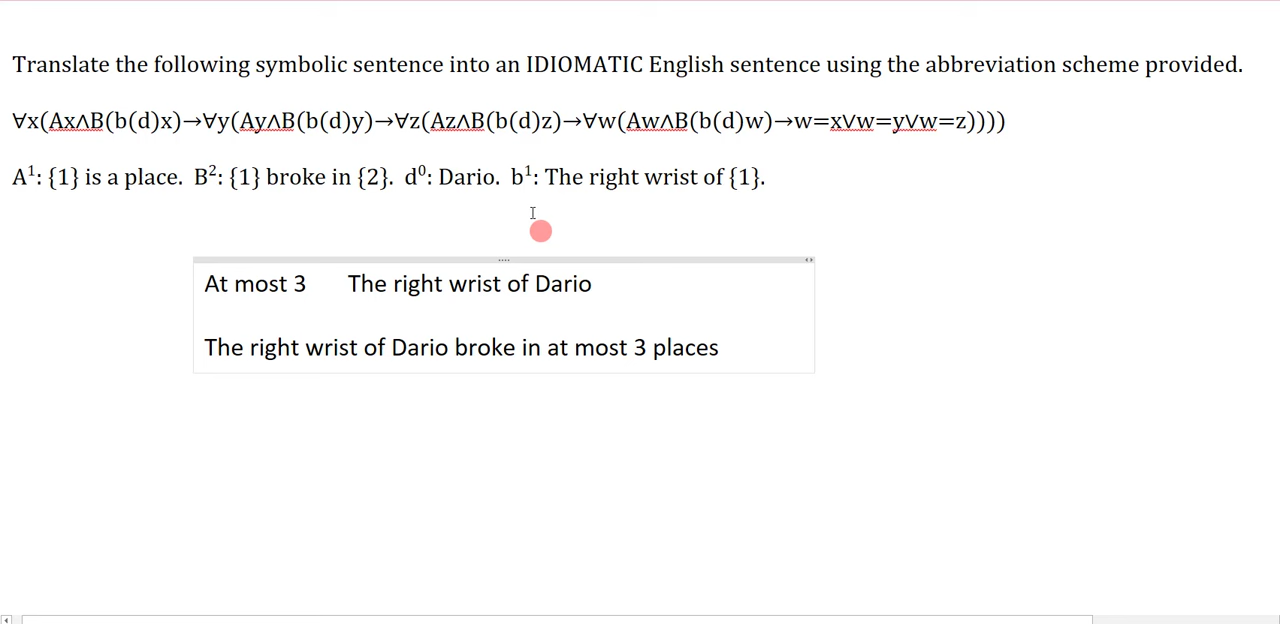 Translate the following symbolic sentence into an IDIOMATIC English sentence using the abbreviation scheme provided.
∀x(Ax∧B(b(d)x)→∀y(Ay∧B(b(d)y)→∀z(Az∧B(b(d)z)→∀w(Aw∧B(b(d)w)→w=x∨w=y∨w=z))))
A¹: {1} is a place. B²: {1} broke in {2}. d⁰: Dario. b¹: The right wrist of {1}.
At most 3 The right wrist of Dario
The right wrist of Dario broke in at most 3 places